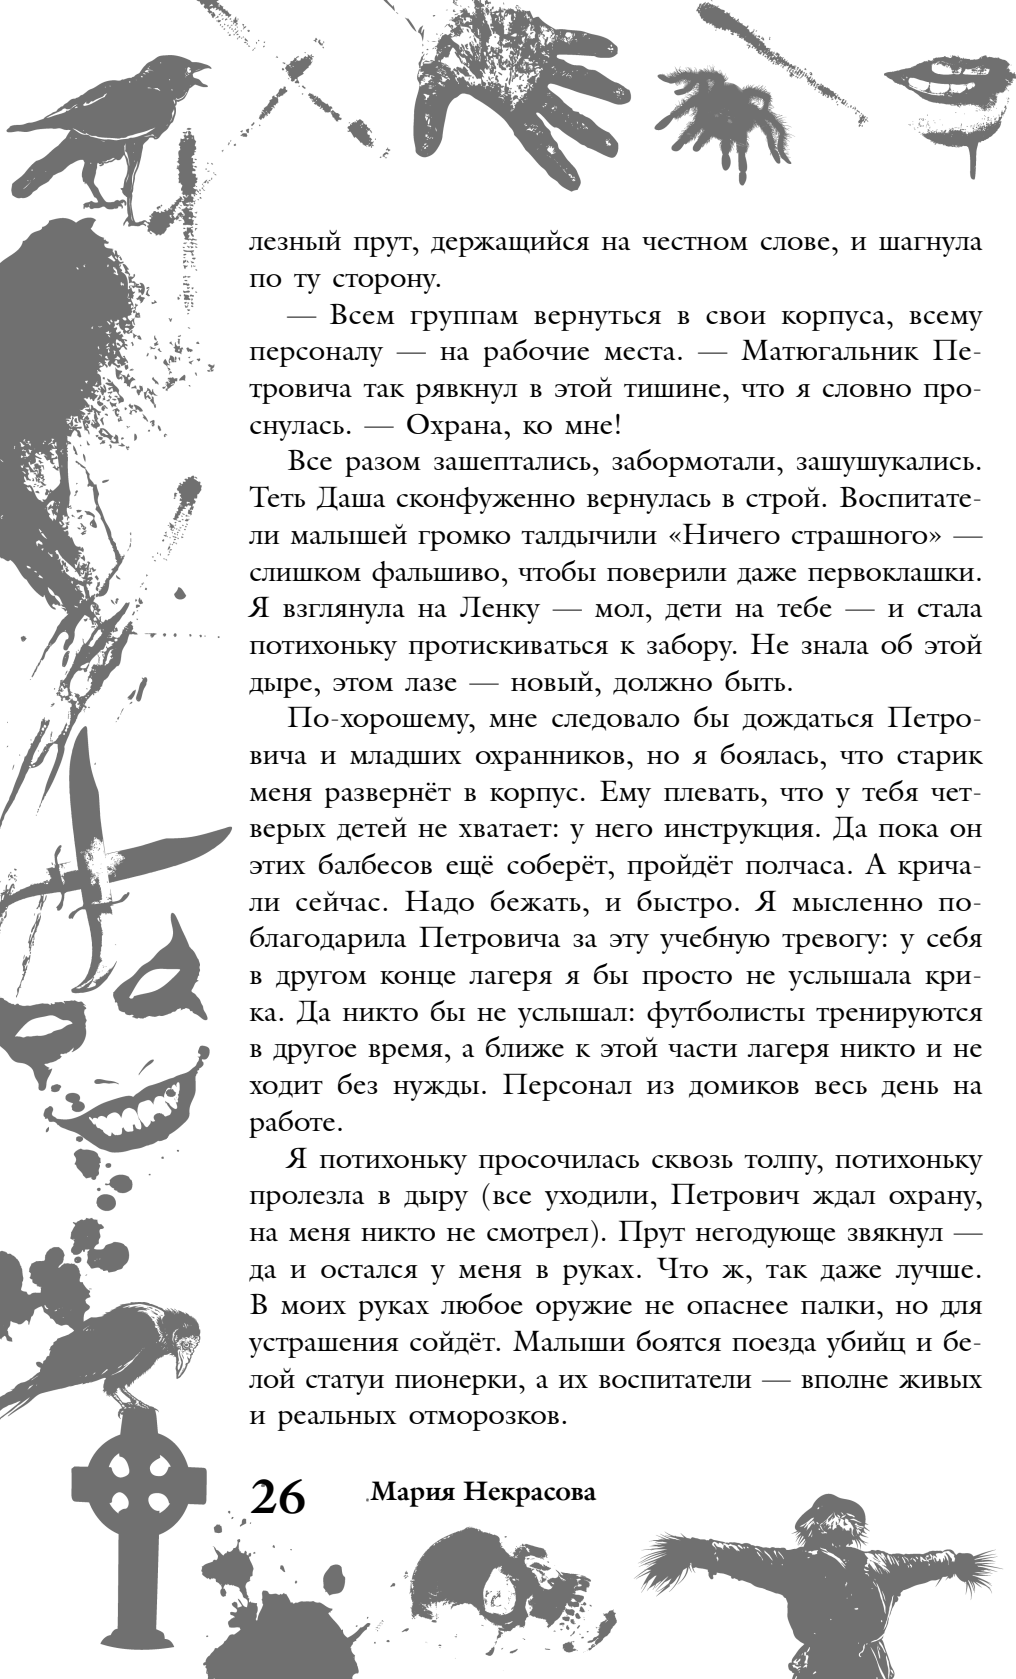 лезный прут, держащийся на честном слове, и шагнула
по ту сторону.
— Всем группам вернуться в свои корпуса, всему
персоналу — на рабочие места. — Матюгальник Пе-
тровича так рявкнул в этой тишине, что я словно про-
снулась. — Охрана, ко мне!
Все разом зашептались, забормотали, зашушукались.
Теть Даша сконфуженно вернулась в строй. Воспитате-
ли малышей громко талдычили «Ничего страшного» —
слишком фальшиво, чтобы поверили даже первоклашки.
Я взглянула на Ленку — мол, дети на тебе — и стала
потихоньку протискиваться к забору. Не знала об этой
дыре, этом лазе — новый, должно быть.
По-хорошему, мне следовало бы дождаться Петро-
вича и младших охранников, но я боялась, что старик
меня развернёт в корпус. Ему плевать, что у тебя чет-
верых детей не хватает: у него инструкция. Да пока он
этих балбесов ещё соберёт, пройдёт полчаса. А крича-
ли сейчас. Надо бежать, и быстро. Я мысленно по-
благодарила Петровича за эту учебную тревогу: у себя
в другом конце лагеря я бы просто не услышала кри-
ка. Да никто бы не услышал: футболисты тренируются
в другое время, а ближе к этой части лагеря никто и не
ходит без нужды. Персонал из домиков весь день на
работе.
Я потихоньку просочилась сквозь толпу, потихоньку
пролезла в дыру (все уходили, Петрович ждал охрану,
на меня никто не смотрел). Прут негодующе звякнул —
да и остался у меня в руках. Что ж, так даже лучше.
В моих руках любое оружие не опаснее палки, но для
устрашения сойдёт. Малыши боятся поезда убийц и бе-
лой статуи пионерки, а их воспитатели — вполне живых
и реальных отморозков.
26 Мария Некрасова